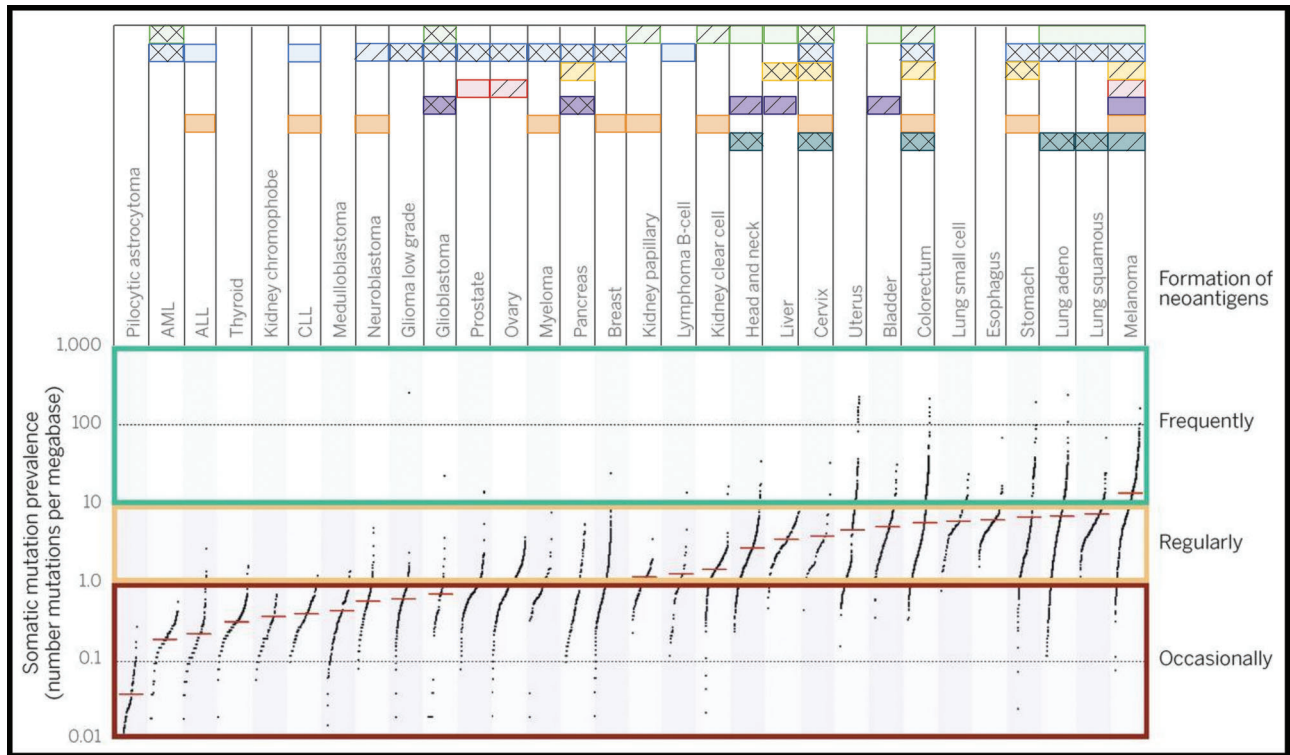 Pilocytic astrocytoma
AML
ALL
Thyroid
Kidney chromophobe
CLL
Medulloblastoma
Neuroblastoma
Glioma low grade
Glioblastoma
Prostate
Ovary
Myeloma
Pancreas
Breast
Kidney papillary
Lymphoma B-cell
Kidney clear cell
Head and neck
Liver
Cervix
Uterus
Bladder
Colorectum
Lung small cell
Esophagus
Stomach
Lung adeno
Lung squamous
Melanoma
Formation of
neoantigens
Somatic mutation prevalence
(number mutations per megabase)
1.000
100
10
1.0
0.1
0.01
Frequently
Regularly
Occasionally